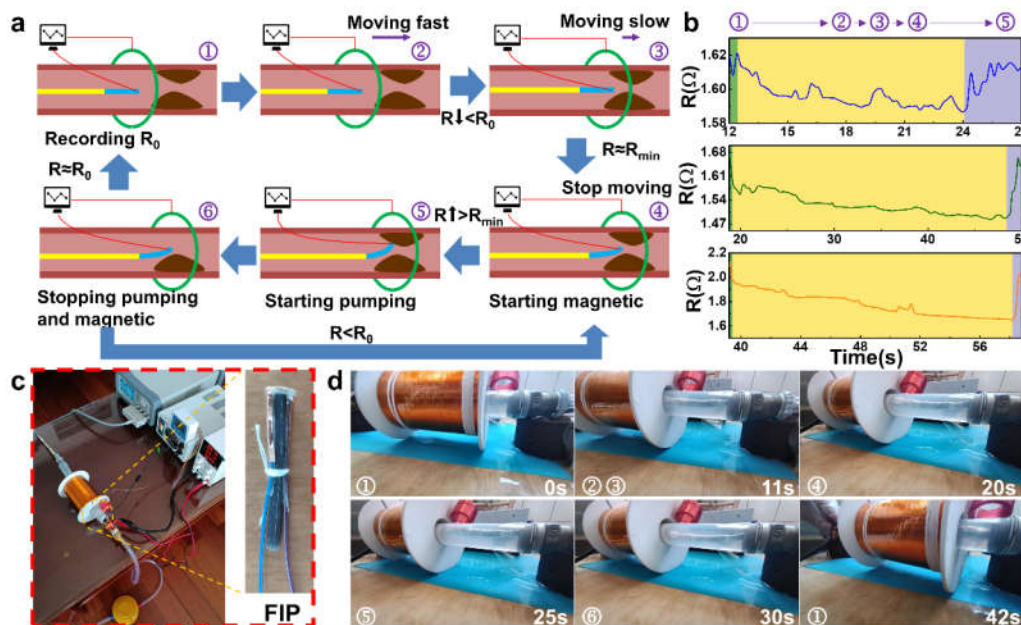 a
Moving fast
Moving slow
①
②
③
Recording R₀
R↓<R₀
R≈R₀
R≈Rmin
Stop moving
⑥
⑤
R↑>Rmin
④
Stopping pumping
and magnetic
Starting pumping
Starting magnetic
R<R₀
b
① ② ③ ④ ⑤
R(Ω)
1.62
1.60
1.58
12 15 18 21 24
R(Ω)
1.68
1.61
1.54
1.47
20 30 40
R(Ω)
2.2
2.0
1.8
1.6
40 44 48 52 56
Time(s)
c
FIP
d
① 0s
② ③ 11s
④ 20s
⑤ 25s
⑥ 30s
① 42s